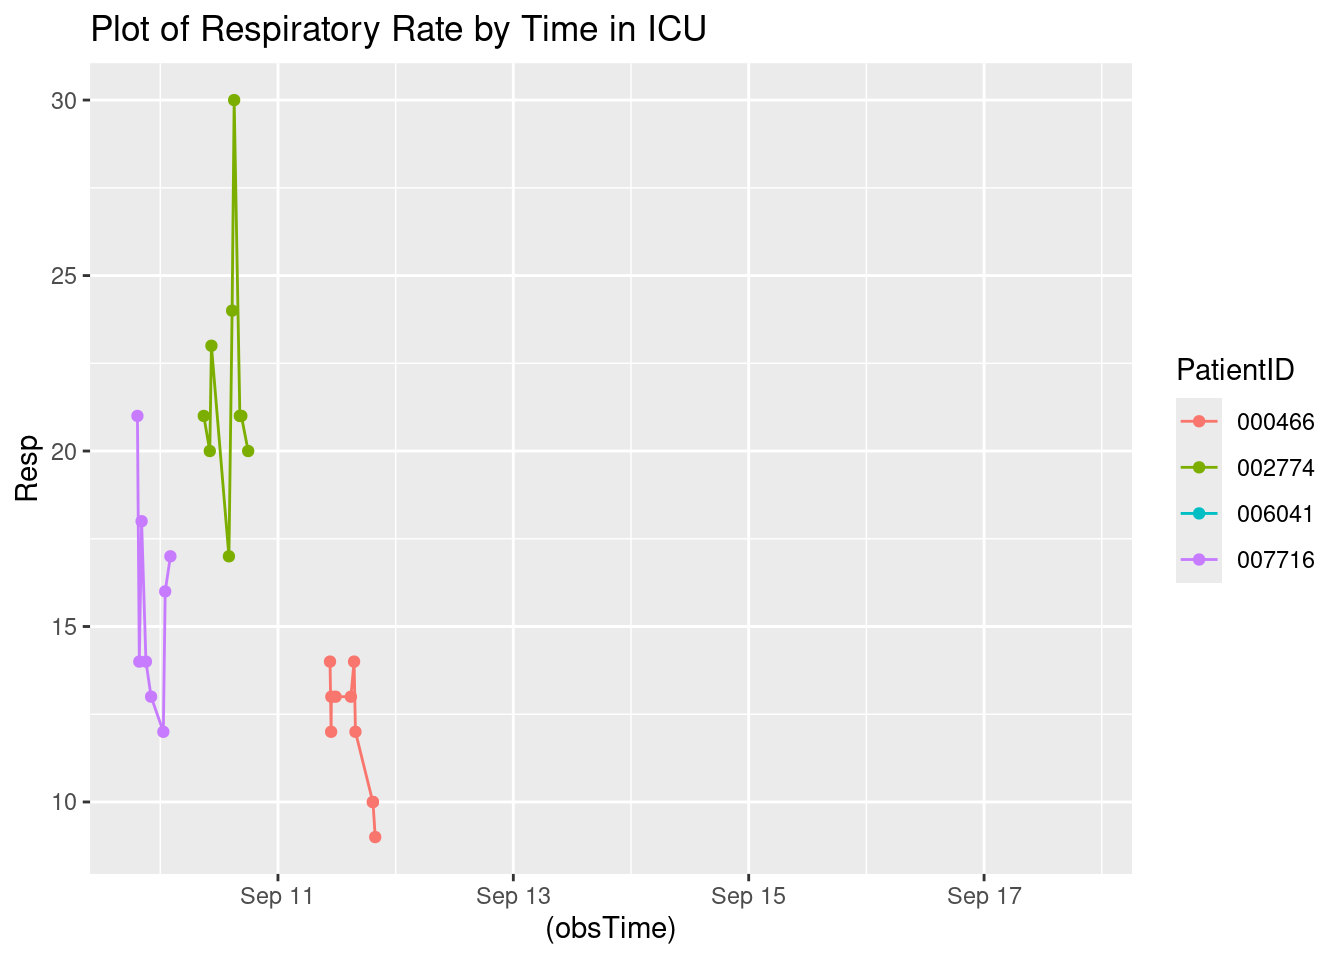 Plot of Respiratory Rate by Time in ICU
30
25
20
15
10
Resp
Sep 11
Sep 13
Sep 15
Sep 17
(obsTime)
PatientID
000466
002774
006041
007716